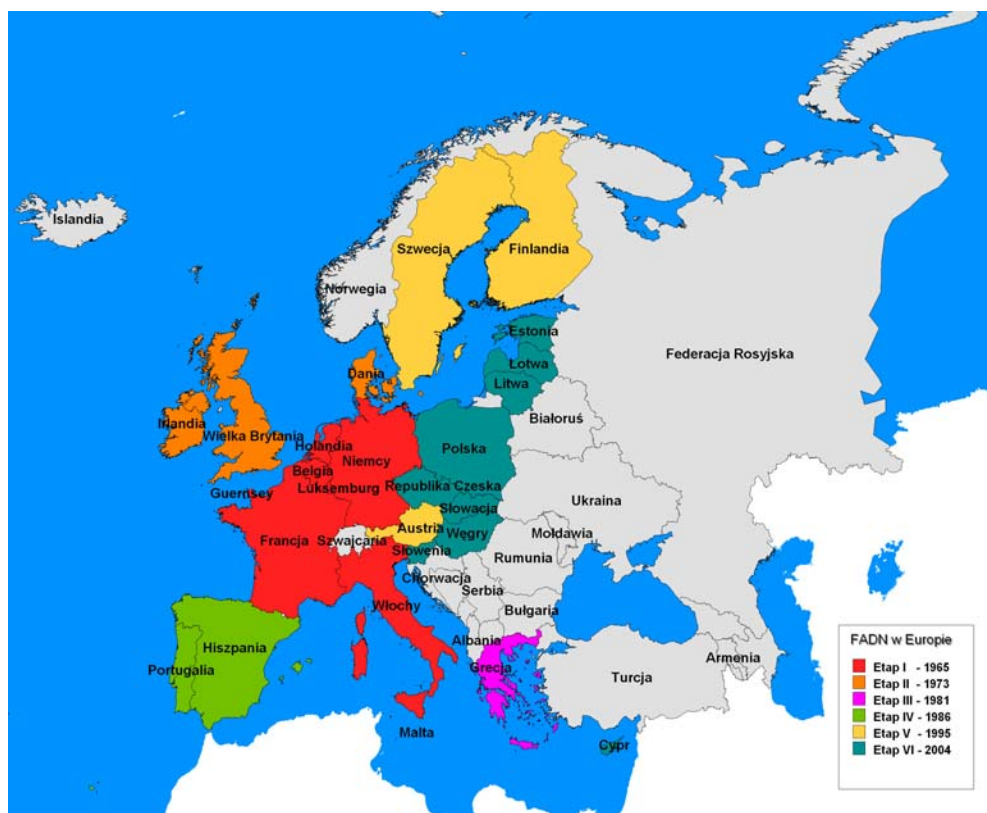 Islandia
Szwecja
Finlandia
Norwegia
Estonia
Federacja Rosyjska
Łotwa
Dania
Litwa
Białoruś
Irlandia
Wielka Brytania
Holandia
Niemcy
Polska
Belgia
Republika Czeska
Guernsey
Luksemburg
Ukraina
Słowacja
Austria
Węgry
Mołdawia
Francja
Szwajcaria
Słowenia
Rumunia
Chorwacja
Serbia
Włochy
Bułgaria
Hiszpania
Albania
Portugalia
Grecja
Armenia
Turcja
Malta
Cypr
FADN w Europie
Etap I - 1965
Etap II - 1973
Etap III - 1981
Etap IV - 1986
Etap V - 1995
Etap VI - 2004